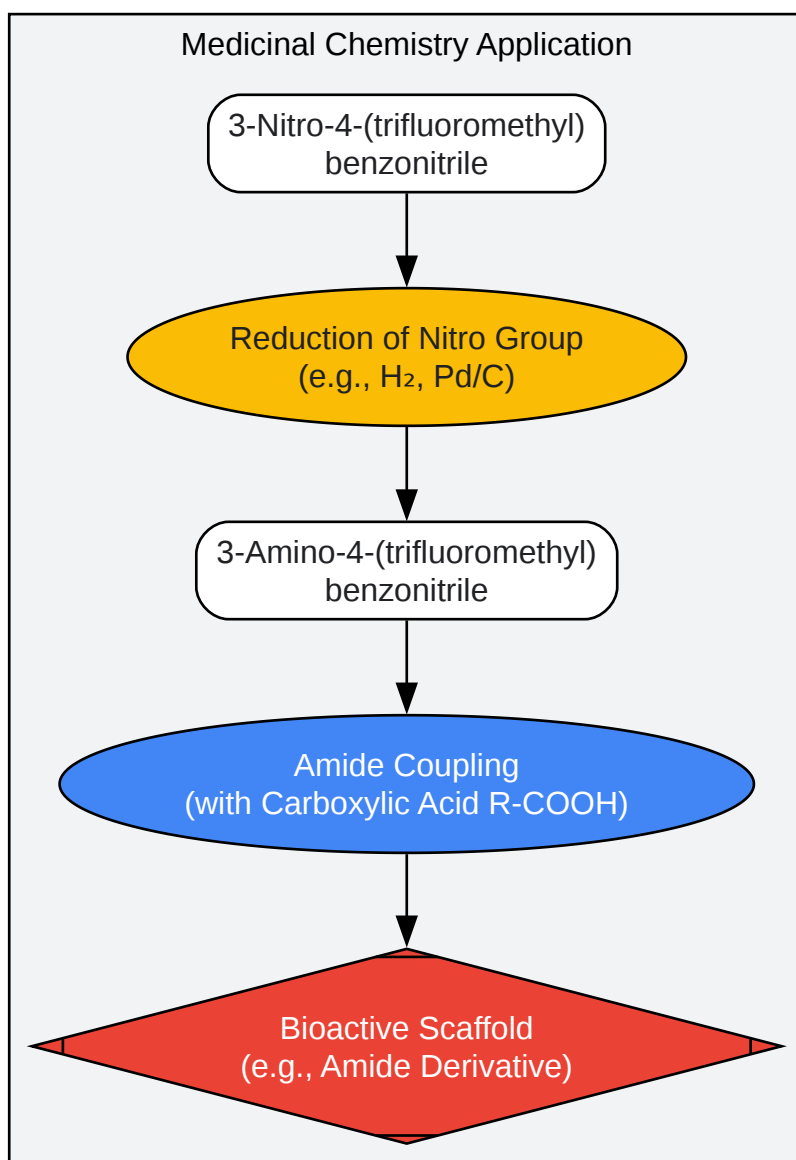 Medicinal Chemistry Application
3-Nitro-4-(trifluoromethyl)
benzonitrile
Reduction of Nitro Group
(e.g., H₂, Pd/C)
3-Amino-4-(trifluoromethyl)
benzonitrile
Amide Coupling
(with Carboxylic Acid R-COOH)
Bioactive Scaffold
(e.g., Amide Derivative)